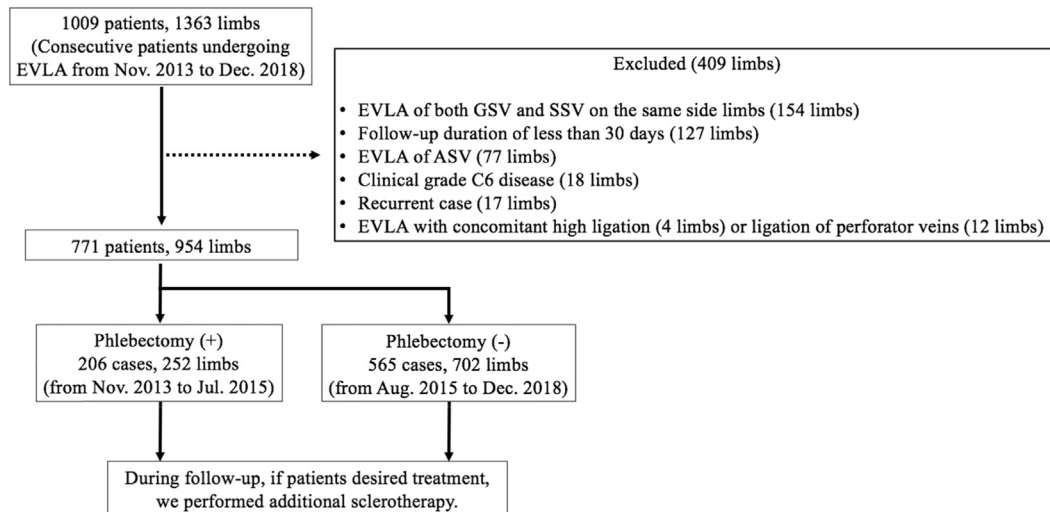 1009 patients, 1363 limbs
(Consecutive patients undergoing
EVLA from Nov. 2013 to Dec. 2018)
Excluded (409 limbs)
• EVLA of both GSV and SSV on the same side limbs (154 limbs)
• Follow-up duration of less than 30 days (127 limbs)
• EVLA of ASV (77 limbs)
• Clinical grade C6 disease (18 limbs)
• Recurrent case (17 limbs)
• EVLA with concomitant high ligation (4 limbs) or ligation of perforator veins (12 limbs)
771 patients, 954 limbs
Phlebectomy (+)
206 cases, 252 limbs
(from Nov. 2013 to Jul. 2015)
Phlebectomy (-)
565 cases, 702 limbs
(from Aug. 2015 to Dec. 2018)
During follow-up, if patients desired treatment,
we performed additional sclerotherapy.